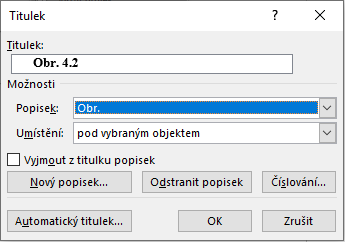 Titulek
Titulek:
Obr. 4.2
Možnosti
Popisek: Obr.
Umístění: pod vybraným objektem
Vyjmout z titulku popisek
Nový popisek... Odstranit popisek Číslování...
Automatický titulek... OK Zrušit